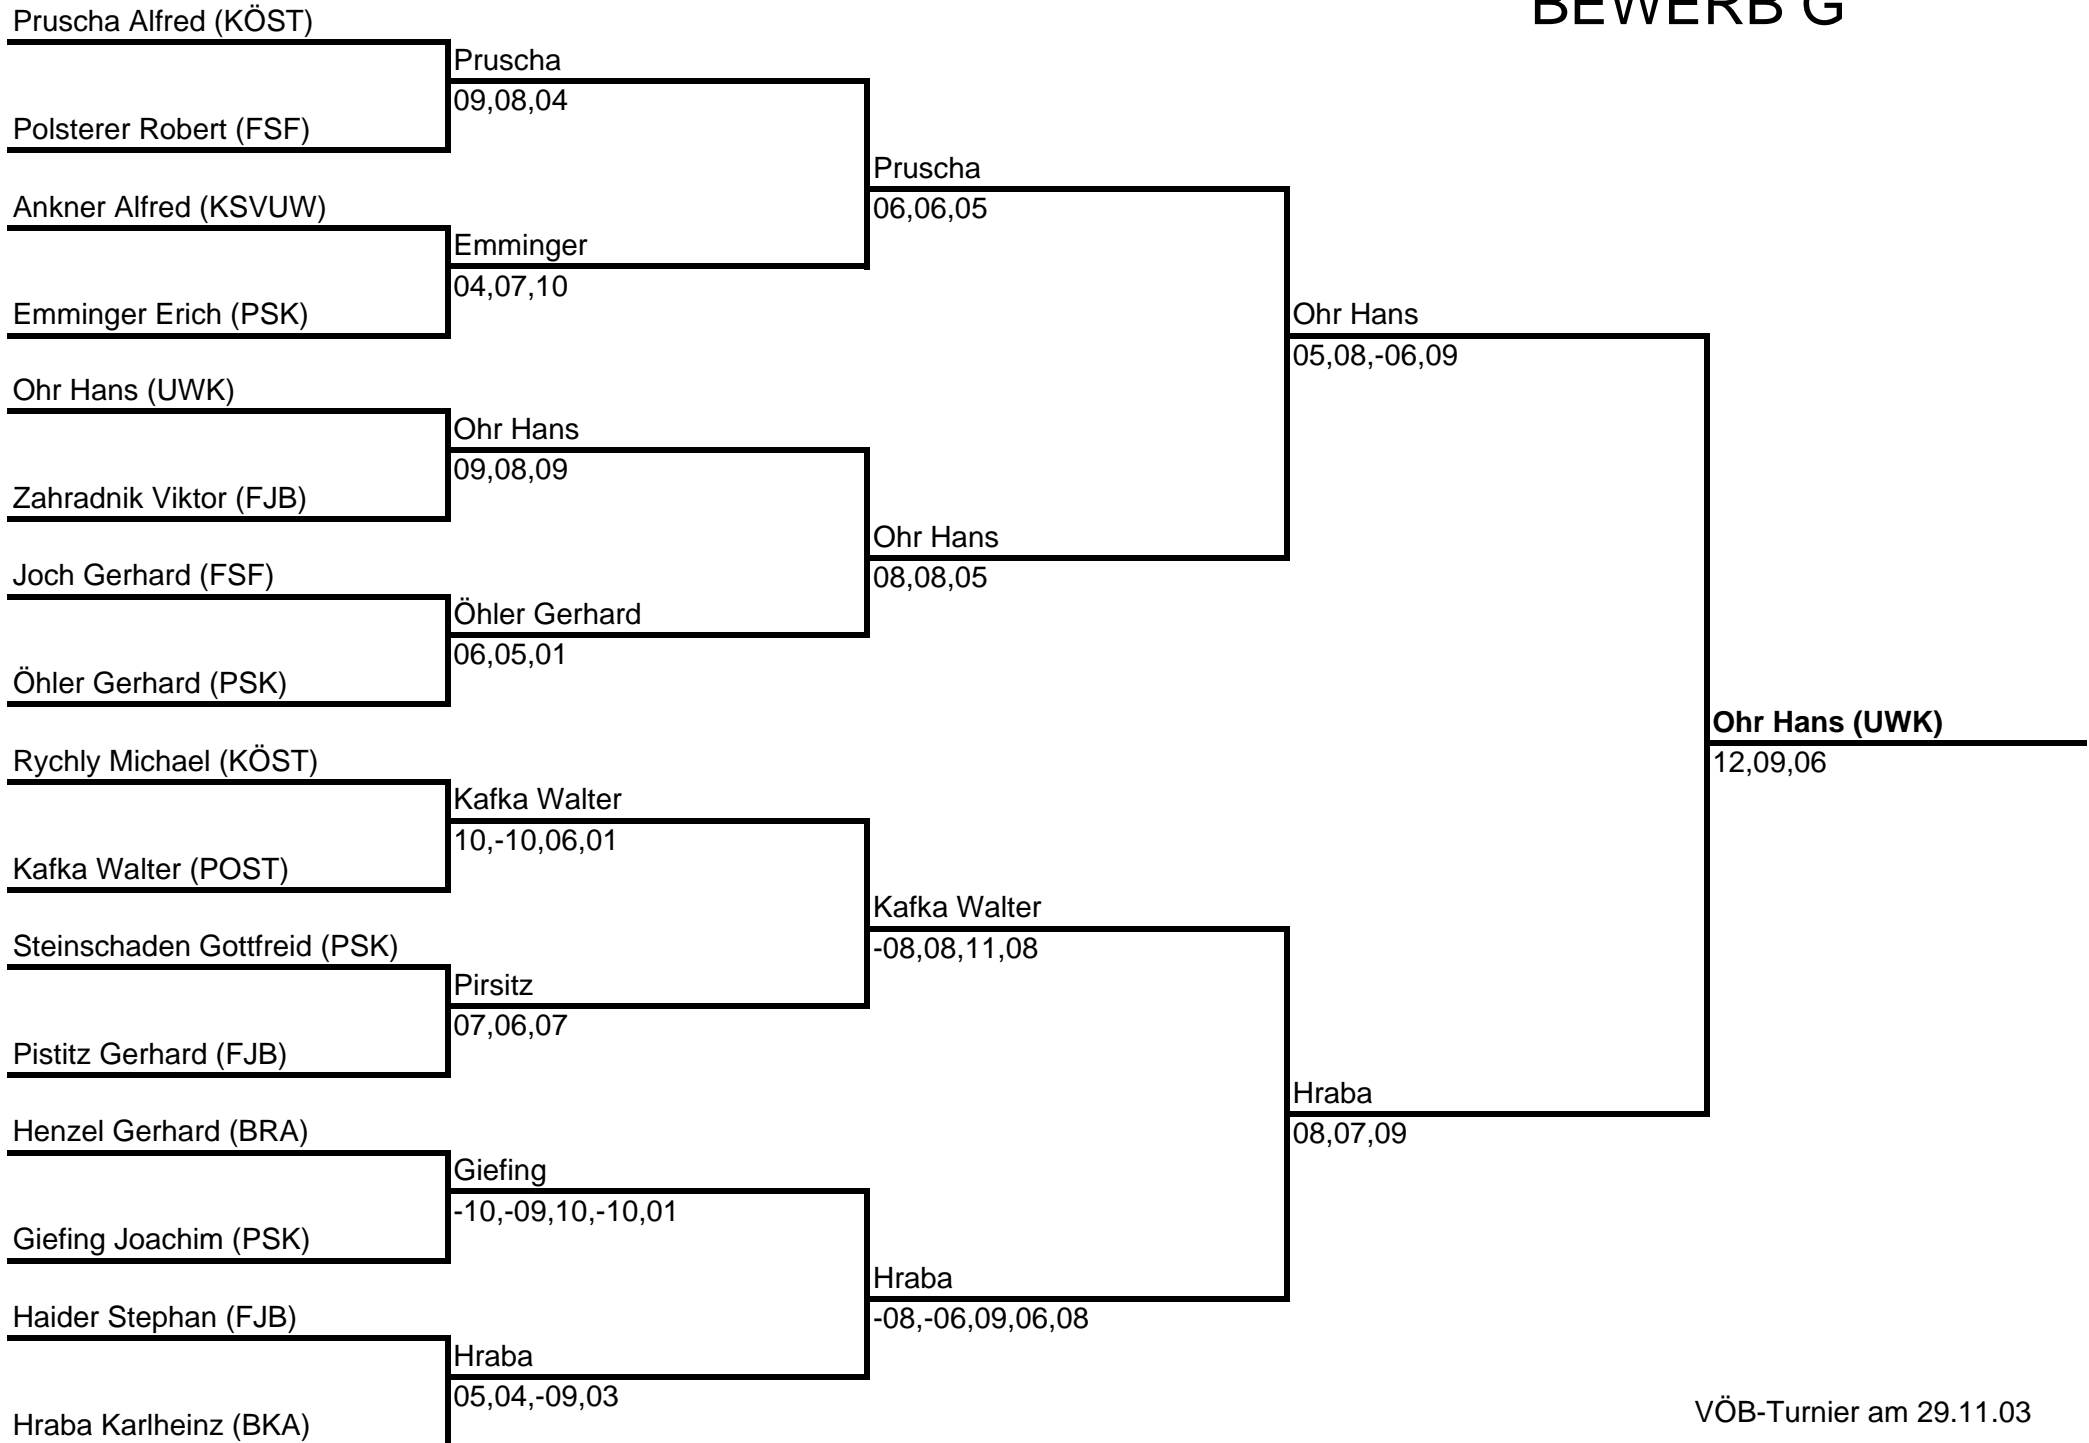 BEWERB G
Pruscha Alfred (KÖST)
Pruscha
09,08,04
Polsterer Robert (FSF)
Pruscha
06,06,05
Ankner Alfred (KSVUW)
Emminger
04,07,10
Emminger Erich (PSK)
Ohr Hans
05,08,-06,09
Ohr Hans (UWK)
Ohr Hans
09,08,09
Zahradnik Viktor (FJB)
Ohr Hans
08,08,05
Joch Gerhard (FSF)
Öhler Gerhard
06,05,01
Öhler Gerhard (PSK)
Ohr Hans (UWK)
12,09,06
Rychly Michael (KÖST)
Kafka Walter
10,-10,06,01
Kafka Walter (POST)
Kafka Walter
-08,08,11,08
Steinschaden Gottfreid (PSK)
Pirsitz
07,06,07
Pistitz Gerhard (FJB)
Hraba
08,07,09
Henzel Gerhard (BRA)
Giefing
-10,-09,10,-10,01
Giefing Joachim (PSK)
Hraba
-08,-06,09,06,08
Haider Stephan (FJB)
Hraba
05,04,-09,03
Hraba Karlheinz (BKA)
VÖB-Turnier am 29.11.03